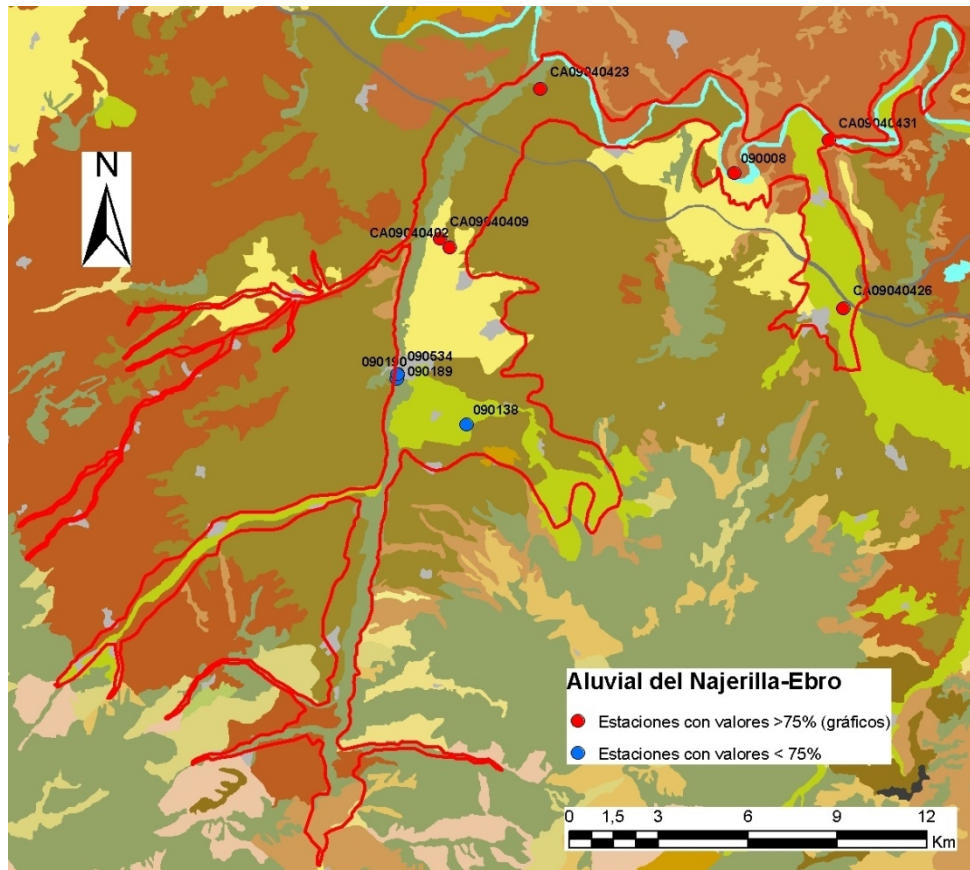 CA09040423
CA09040431
N
090008
CA09040402
CA09040409
CA09040426
090534
090190
090189
090138
Aluvial del Najerilla-Ebro
Estaciones con valores >75% (gráficos)
Estaciones con valores < 75%
0 1,5 3 6 9 12
Km